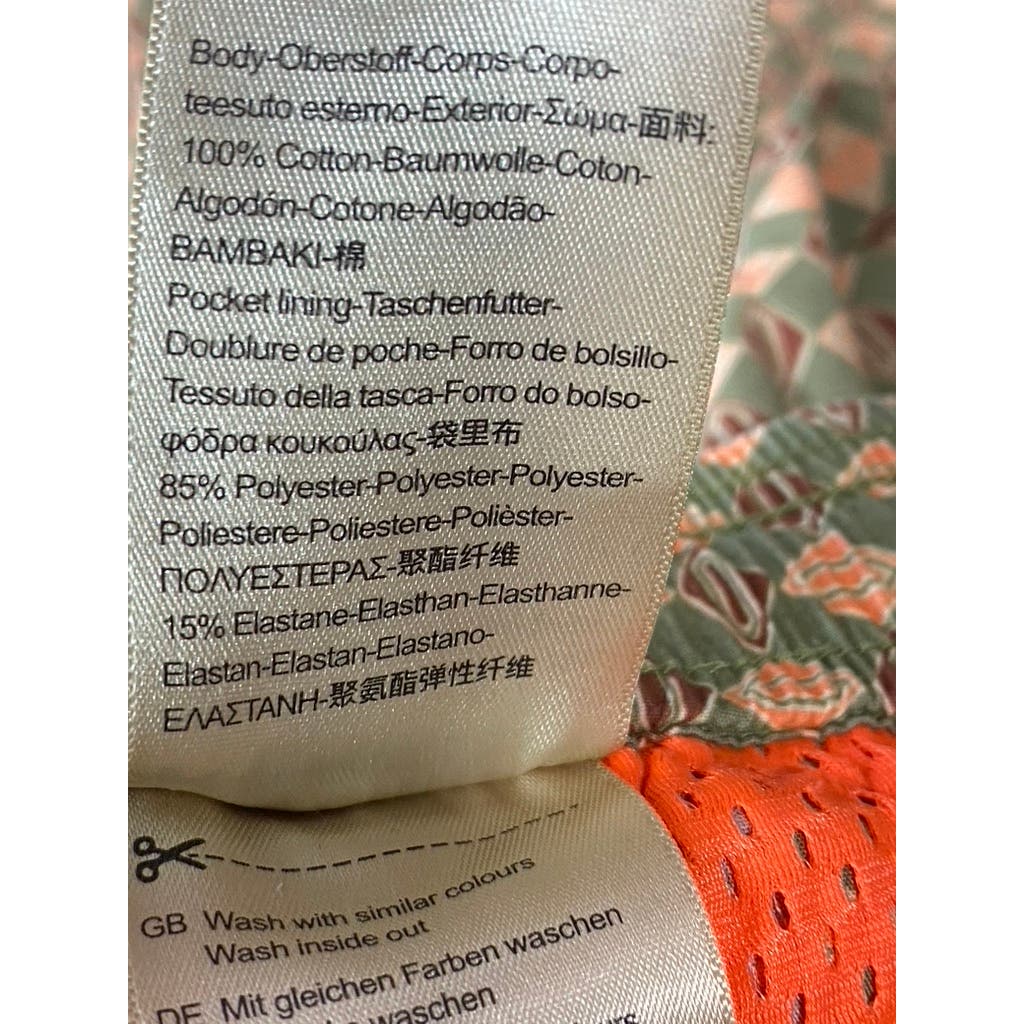 Body-Oberstoff-Corps-Corpo-
teesuto esterno-Exterior-Σώμα-面料:
100% Cotton-Baumwolle-Coton-
Algodón-Cotone-Algodão-
BAMBAKI-棉
Pocket lining-Taschenfutter-
Doublure de poche-Forro de bolsillo-
Tessuto della tasca-Forro do bolso-
φόδρα κουκούλας-袋里布
85% Polyester-Polyester-Polyester-
Poliestere-Poliestere-Polièster-
ΠΟΛΥΕΣΤΕΡΑΣ-聚酯纤维
15% Elastane-Elasthan-Elasthanne-
Elastan-Elastan-Elastano-
ΕΛΑΣΤΑΝΗ-聚氨酯弹性纤维
GB Wash with similar colours
Wash inside out
DE Mit gleichen Farben waschen
waschen